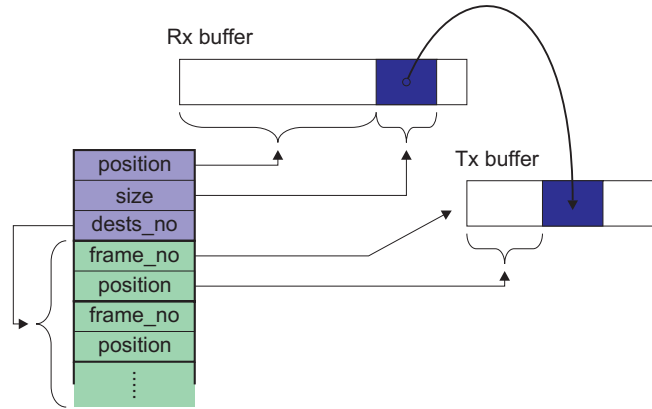 Rx buffer
Tx buffer
position
size
dests_no
frame_no
position
frame_no
position
......